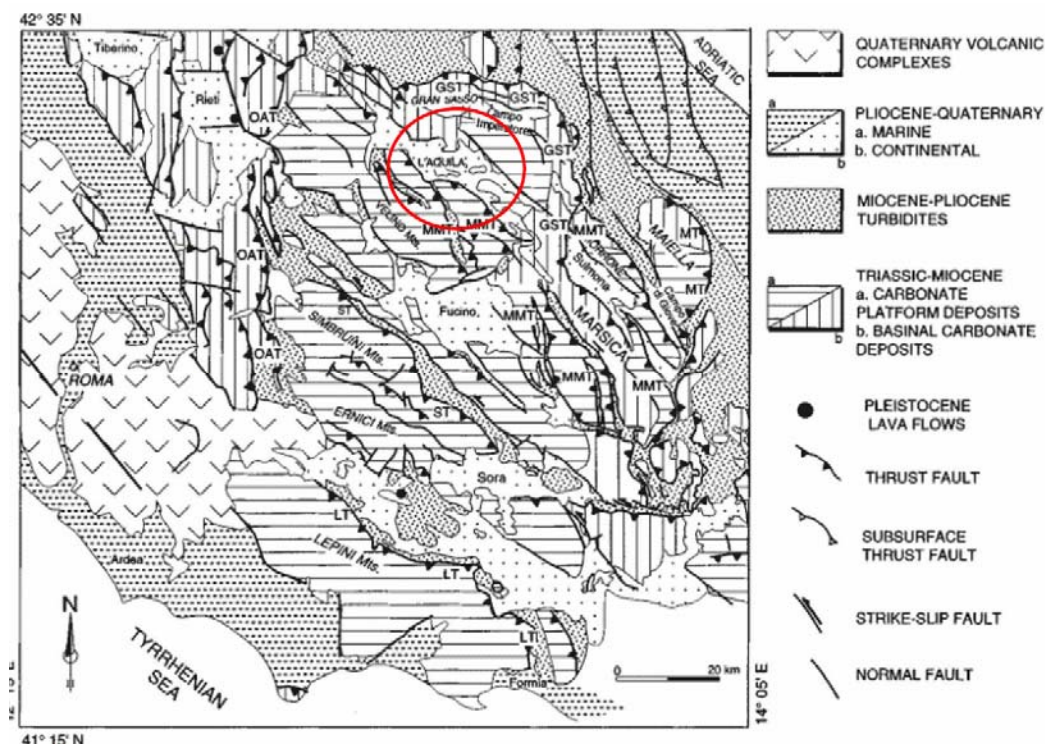 42° 35' N
Tiberino
Rieti
OAT
GST
GRAN SASSO
GST
Campo
Imperatore
ADRIATIC
SEA
L'AQUILA
GST
VELINO Mts.
MMT
MMT
GST
MMT
MAIELLA
MT
MT
Sulmona
OAT
ST
SIMBRUINI Mts.
Fucino
MMT
MARSICA
OAT
ROMA
MMT
MMT
ERNICI Mts.
ST
Sora
LT
LEPINI Mts.
LT
Ardea
LT
N
TYRRHENIAN
SEA
Formia
0
20 km
14° 05' E
41° 15' N
QUATERNARY VOLCANIC
COMPLEXES
a
b
PLIOCENE-QUATERNARY
a. MARINE
b. CONTINENTAL
MIOCENE-PLIOCENE
TURBIDITES
a
b
TRIASSIC-MIOCENE
a. CARBONATE
PLATFORM DEPOSITS
b. BASINAL CARBONATE
DEPOSITS
PLEISTOCENE
LAVA FLOWS
THRUST FAULT
SUBSURFACE
THRUST FAULT
STRIKE-SLIP FAULT
NORMAL FAULT